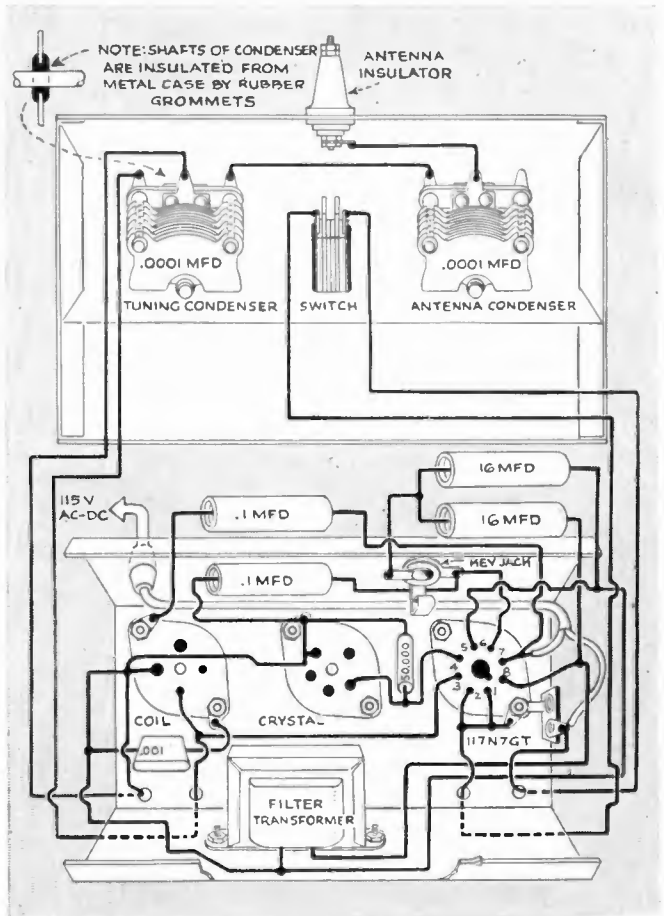 NOTE: SHAFTS OF CONDENSER
ARE INSULATED FROM
METAL CASE BY RUBBER
GROMMETS
ANTENNA
INSULATOR
.0001 MFD
TUNING CONDENSER
SWITCH
.0001 MFD
ANTENNA CONDENSER
115 V
AC-DC
.1 MFD
16 MFD
16 MFD
KEY JACK
.1 MFD
50,000
5
6
7
4
8
3
2
1
COIL
CRYSTAL
117N7GT
.001
FILTER
TRANSFORMER